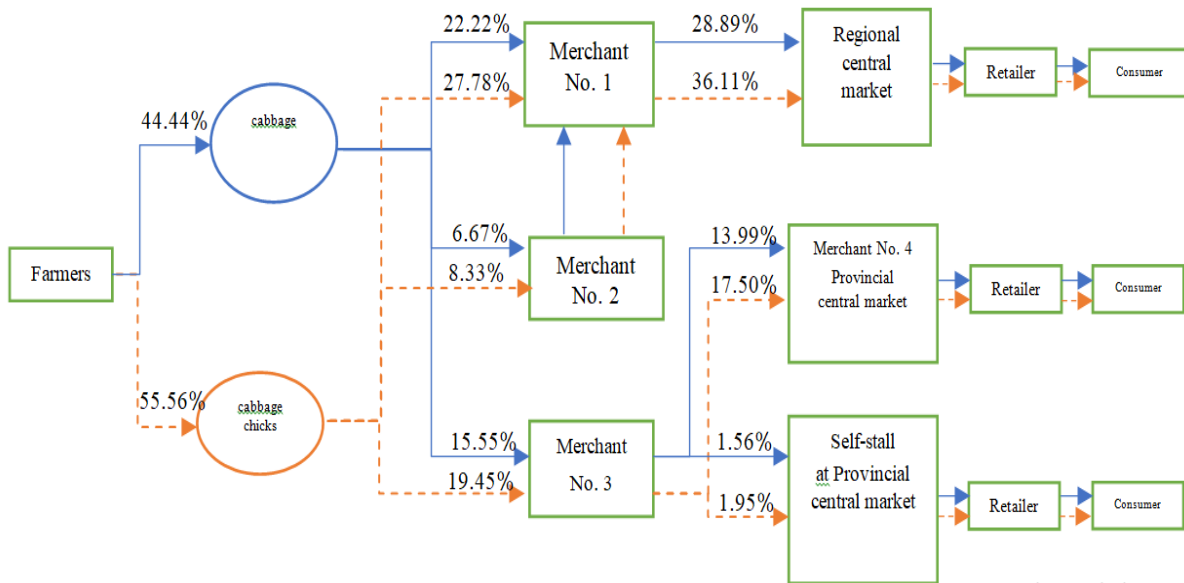 22.22%
28.89%
Merchant
No. 1
Regional
central
market
Retailer
Consumer
27.78%
36.11%
44.44%
cabbage
6.67%
8.33%
Merchant
No. 2
13.99%
17.50%
Merchant No. 4
Provincial
central market
Retailer
Consumer
Farmers
55.56%
cabbage
chicks
15.55%
19.45%
Merchant
No. 3
1.56%
1.95%
Self-stall
at Provincial
central market
Retailer
Consumer